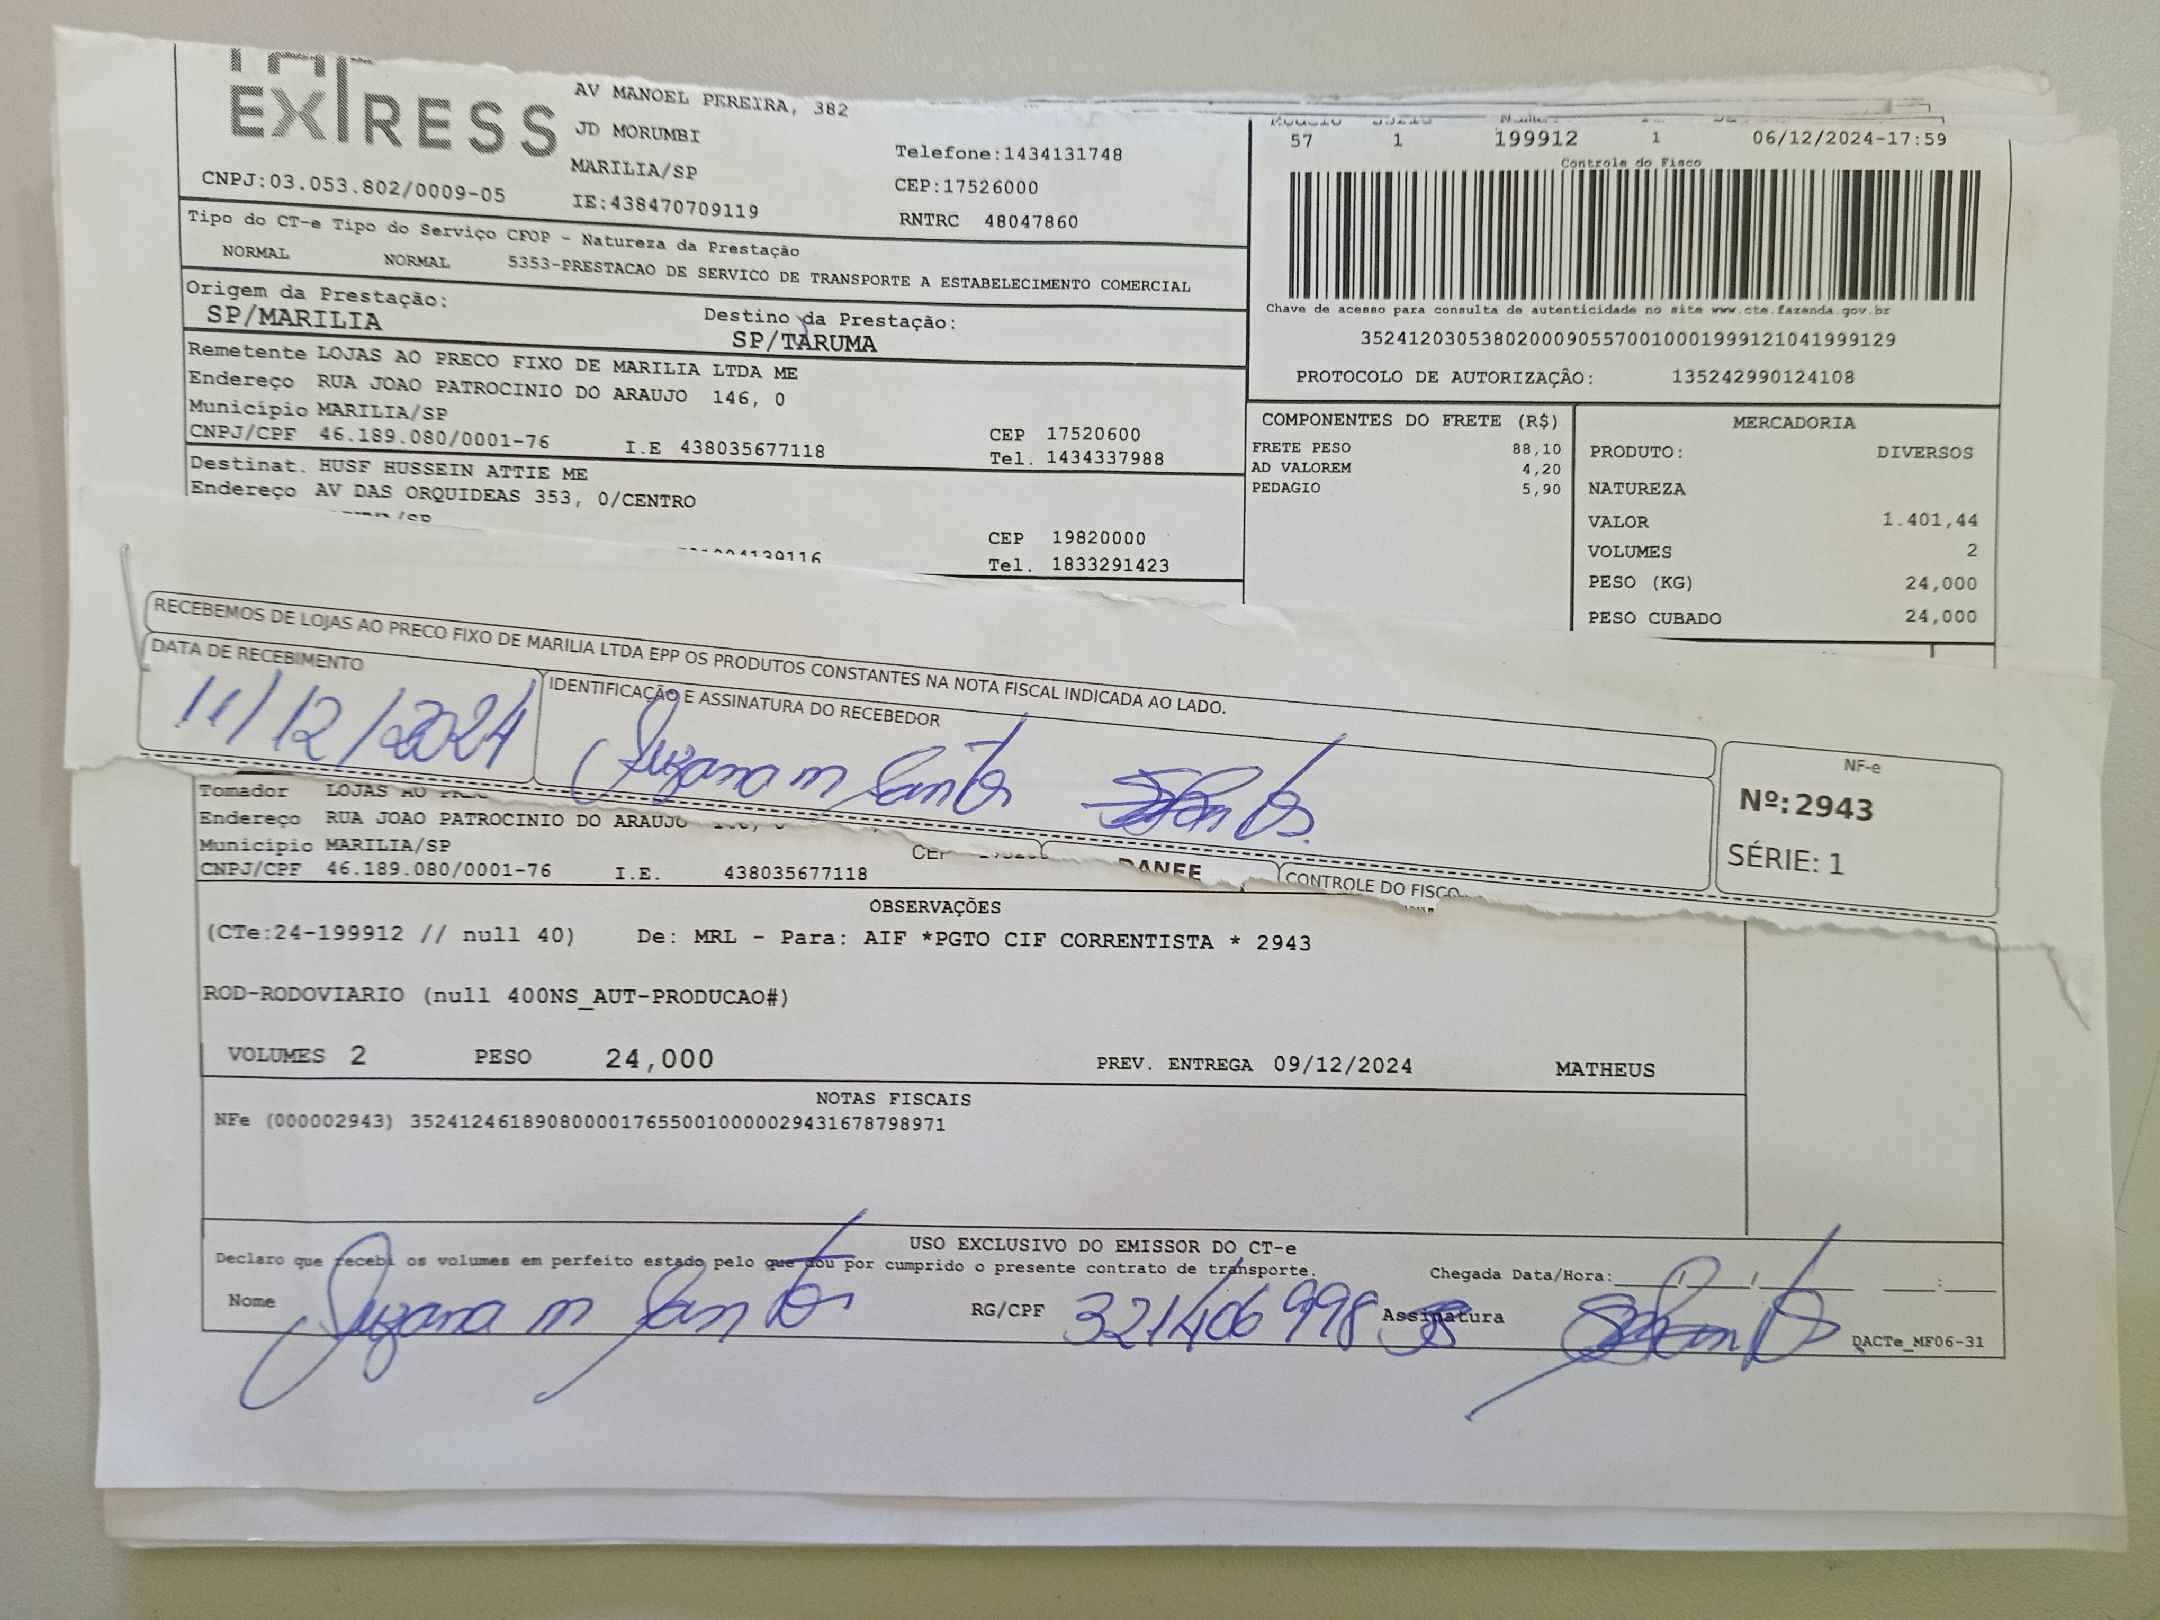 EXPRESS
AV MANOEL PEREIRA, 382
JD MORUMBI
MARILIA/SP
IE:438470709119
CNPJ:03.053.802/0009-05
Telefone:1434131748
CEP:17526000
RNTRC 48047860
57 1 199912 1 06/12/2024-17:59
Controle do Fisco
Chave de acesso para consulta de autenticidade no site www.cte.fazenda.gov.br
35241203053802000905570010001999121041999129
PROTOCOLO DE AUTORIZAÇÃO: 135242990124108
Tipo do CT-e Tipo do Serviço CFOP - Natureza da Prestação
NORMAL NORMAL 5353-PRESTACAO DE SERVICO DE TRANSPORTE A ESTABELECIMENTO COMERCIAL
Origem da Prestação:
SP/MARILIA
Destino da Prestação:
SP/TARUMA
Remetente LOJAS AO PRECO FIXO DE MARILIA LTDA ME
Endereço RUA JOAO PATROCINIO DO ARAUJO 146, 0
Município MARILIA/SP
CNPJ/CPF 46.189.080/0001-76 I.E 438035677118
CEP 17520600
Tel. 1434337988
Destinat. HUSF HUSSEIN ATTIE ME
Endereço AV DAS ORQUIDEAS 353, 0/CENTRO
CEP 19820000
Tel. 1833291423
COMPONENTES DO FRETE (R$)
FRETE PESO 88,10
AD VALOREM 4,20
PEDAGIO 5,90
MERCADORIA
PRODUTO: DIVERSOS
NATUREZA
VALOR 1.401,44
VOLUMES 2
PESO (KG) 24,000
PESO CUBADO 24,000
RECEBEMOS DE LOJAS AO PRECO FIXO DE MARILIA LTDA EPP OS PRODUTOS CONSTANTES NA NOTA FISCAL INDICADA AO LADO.
DATA DE RECEBIMENTO
11/12/2024
IDENTIFICAÇÃO E ASSINATURA DO RECEBEDOR
Suzana M Santos
NF-e
Nº:2943
SÉRIE: 1
DANFE
CONTROLE DO FISCO
Tomador LOJAS AO
Endereço RUA JOAO PATROCINIO DO ARAUJO
Município MARILIA/SP
CNPJ/CPF 46.189.080/0001-76 I.E. 438035677118
OBSERVAÇÕES
(CTe:24-199912 // null 40) De: MRL - Para: AIF *PGTO CIF CORRENTISTA * 2943
ROD-RODOVIARIO (null 400NS_AUT-PRODUCAO#)
VOLUMES 2 PESO 24,000 PREV. ENTREGA 09/12/2024 MATHEUS
NOTAS FISCAIS
NFe (000002943) 35241246189080000176550010000029431678798971
USO EXCLUSIVO DO EMISSOR DO CT-e
Declaro que recebi os volumes em perfeito estado pelo que dou por cumprido o presente contrato de transporte.
Chegada Data/Hora:___/___/___ ___:___
Nome Suzana M Santos RG/CPF 321406998 Assinatura
DACTe_MF06-31